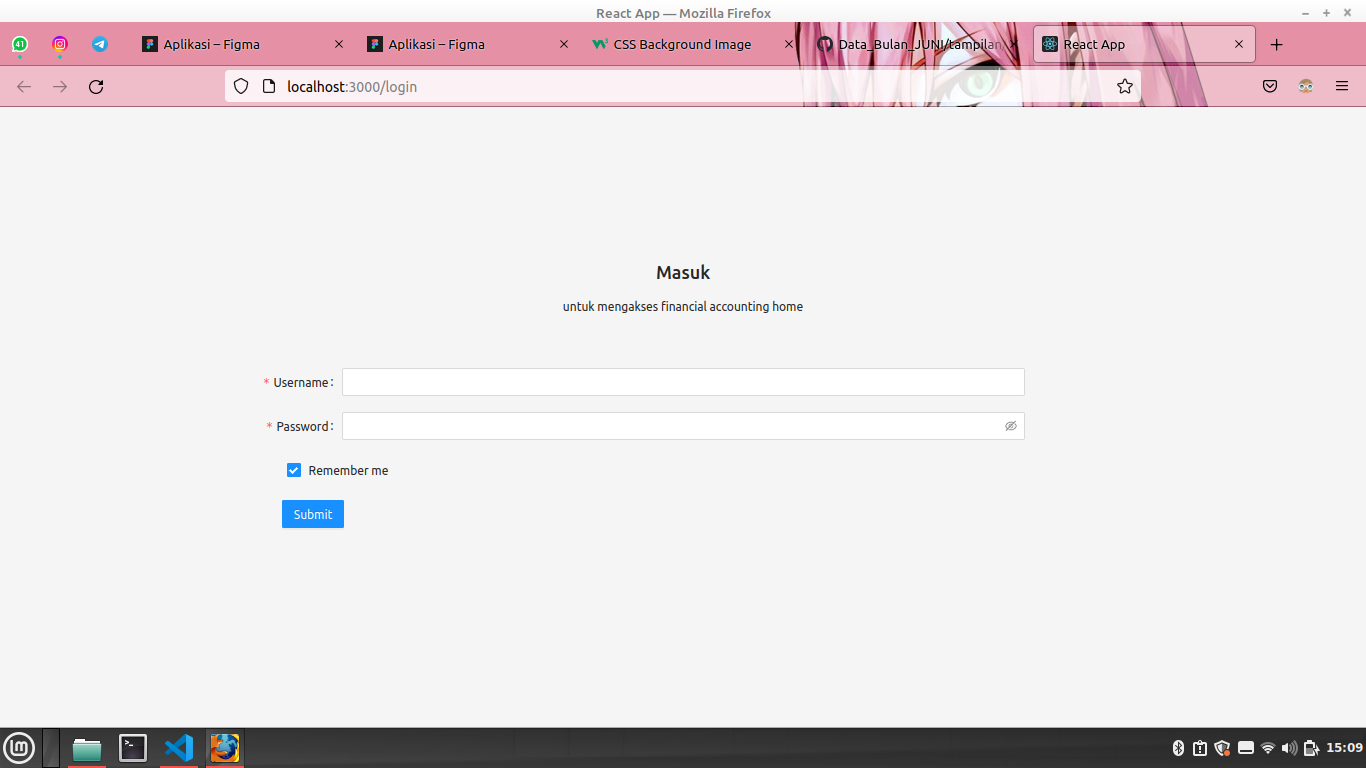 React App — Mozilla Firefox
41
Aplikasi – Figma
Aplikasi – Figma
CSS Background Image
Data_Bulan_JUNI/tampilan
React App
localhost:3000/login
Masuk
untuk mengakses financial accounting home
* Username:
* Password:
Remember me
Submit
15:09